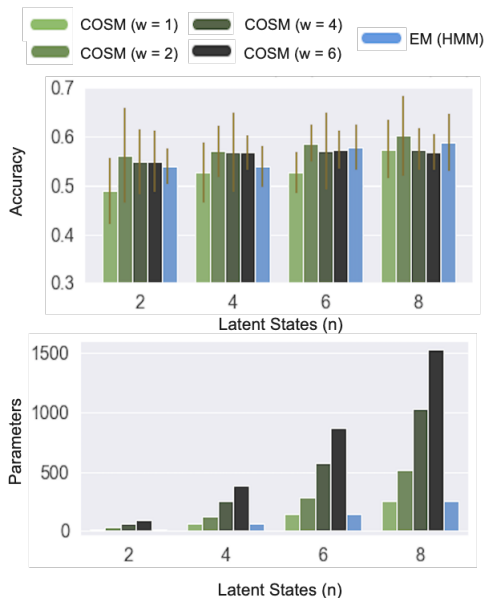 COSM (w = 1)
COSM (w = 4)
EM (HMM)
COSM (w = 2)
COSM (w = 6)
0.7
0.6
0.5
0.4
0.3
Accuracy
2 4 6 8
Latent States (n)
1500
1000
500
0
Parameters
2 4 6 8
Latent States (n)